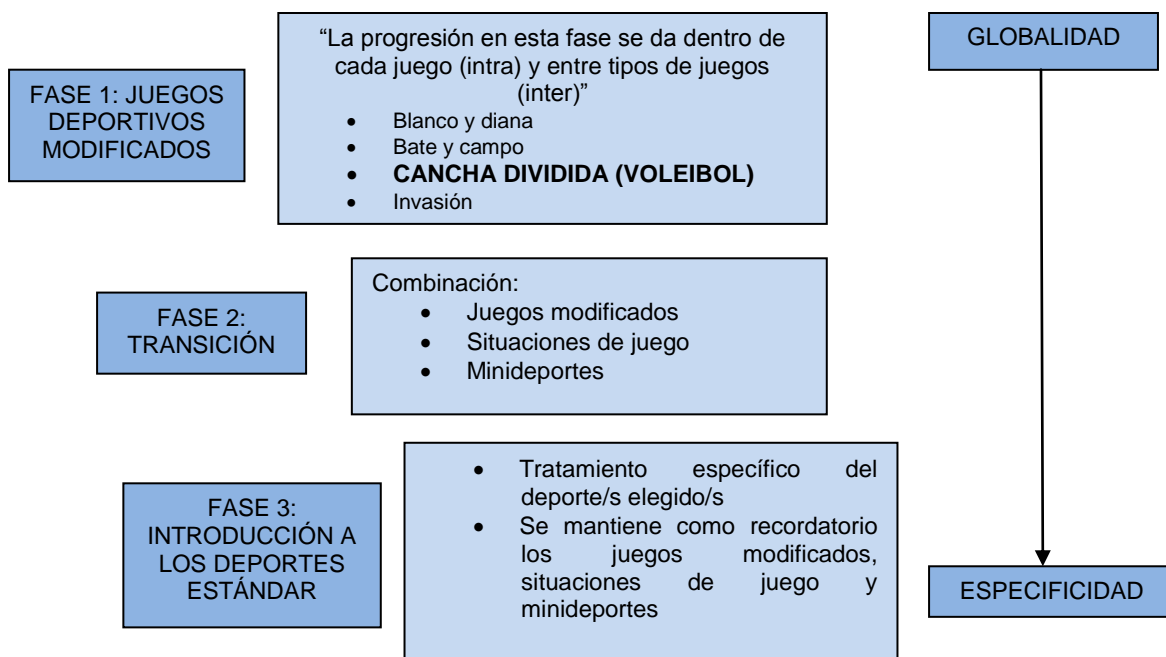 FASE 1: JUEGOS
DEPORTIVOS
MODIFICADOS
“La progresión en esta fase se da dentro de
cada juego (intra) y entre tipos de juegos
(inter)”
• Blanco y diana
• Bate y campo
• CANCHA DIVIDIDA (VOLEIBOL)
• Invasión
GLOBALIDAD
FASE 2:
TRANSICIÓN
Combinación:
• Juegos modificados
• Situaciones de juego
• Minideportes
FASE 3:
INTRODUCCIÓN A
LOS DEPORTES
ESTÁNDAR
• Tratamiento específico del
deporte/s elegido/s
• Se mantiene como recordatorio
los juegos modificados,
situaciones de juego y
minideportes
ESPECIFICIDAD